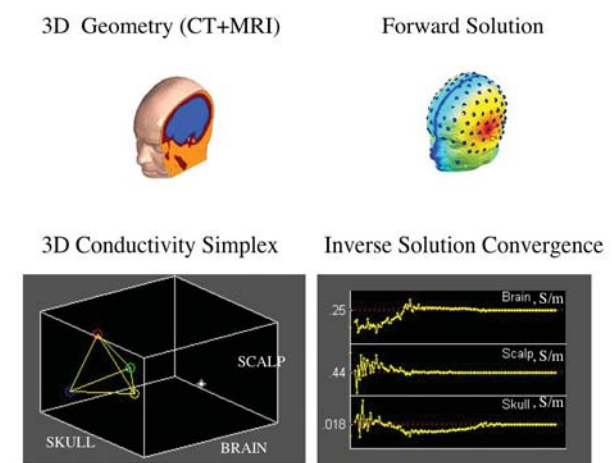 3D Geometry (CT+MRI)
Forward Solution
3D Conductivity Simplex
Inverse Solution Convergence
SCALP
SKULL
BRAIN
Brain, S/m
.25
Scalp, S/m
.44
Skull, S/m
.018